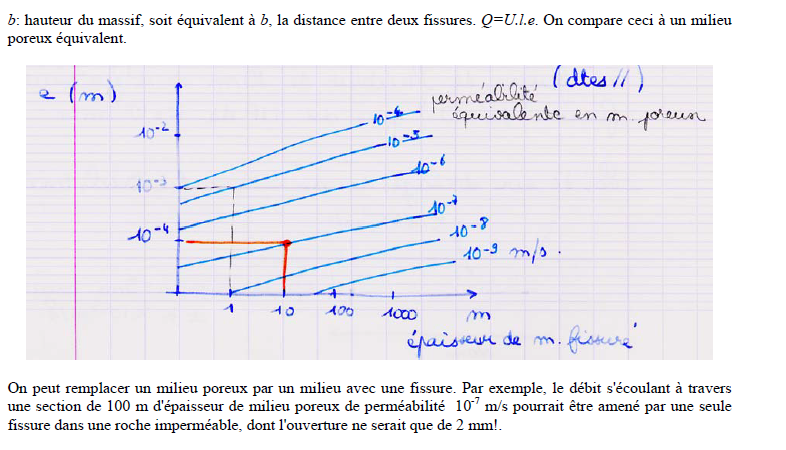 b: hauteur du massif, soit équivalent à b, la distance entre deux fissures. Q=U.l.e. On compare ceci à un milieu
poreux équivalent.
e (m)
(dtes //)
perméabilité
équivalente en m. poreux
10-2
10-3
10-4
10-4
10-5
10-6
10-7
10-8
10-9 m/s.
1 10 100 1000 m
épaisseur de m. fissuré
On peut remplacer un milieu poreux par un milieu avec une fissure. Par exemple, le débit s'écoulant à travers
une section de 100 m d'épaisseur de milieu poreux de perméabilité 10-7 m/s pourrait être amené par une seule
fissure dans une roche imperméable, dont l'ouverture ne serait que de 2 mm!.